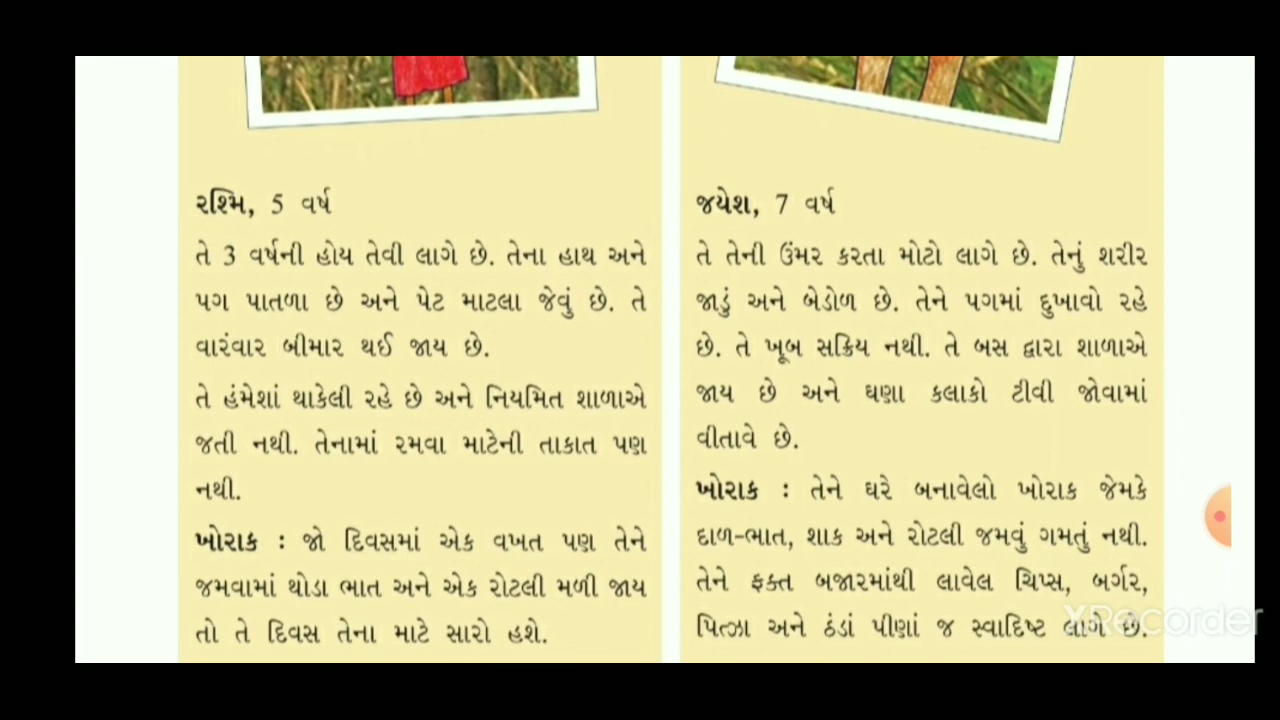 રશ્મિ, 5 વર્ષ
તે 3 વર્ષની હોય તેવી લાગે છે. તેના હાથ અને
પગ પાતળા છે અને પેટ માટલા જેવું છે. તે
વારંવાર બીમાર થઈ જાય છે.
તે હંમેશાં થાકેલી રહે છે અને નિયમિત શાળાએ
જતી નથી. તેનામાં રમવા માટેની તાકાત પણ
નથી.
ખોરાક : જો દિવસમાં એક વખત પણ તેને
જમવામાં થોડા ભાત અને એક રોટલી મળી જાય
તો તે દિવસ તેના માટે સારો હશે.
જયેશ, 7 વર્ષ
તે તેની ઉંમર કરતા મોટો લાગે છે. તેનું શરીર
જાડું અને બેડોળ છે. તેને પગમાં દુખાવો રહે
છે. તે ખૂબ સક્રિય નથી. તે બસ દ્વારા શાળાએ
જાય છે અને ઘણા કલાકો ટીવી જોવામાં
વીતાવે છે.
ખોરાક : તેને ઘરે બનાવેલો ખોરાક જેમકે
દાળ-ભાત, શાક અને રોટલી જમવું ગમતું નથી.
તેને ફક્ત બજારમાંથી લાવેલ ચિપ્સ, બર્ગર,
પિત્ઝા અને ઠંડાં પીણાં જ સ્વાદિષ્ટ લાગે છે.
XRecorder